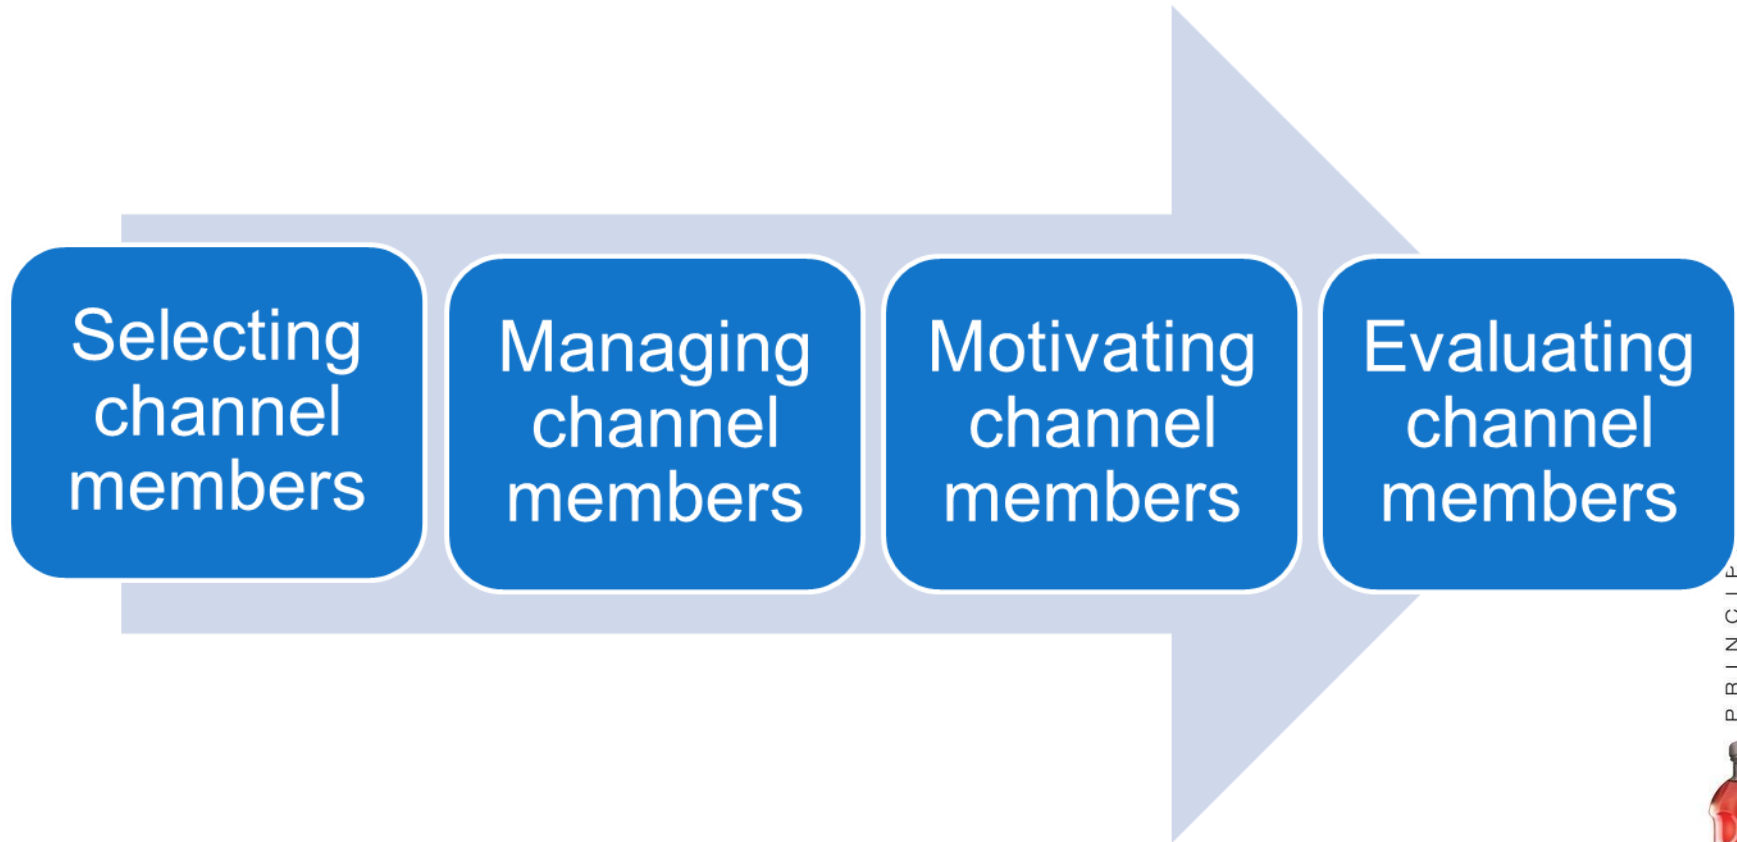 Selecting
channel
members
Managing
channel
members
Motivating
channel
members
Evaluating
channel
members